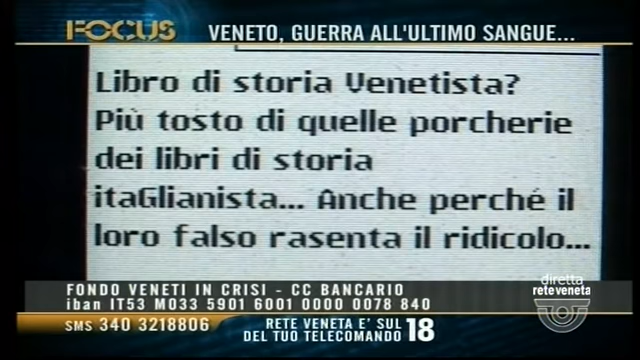 FOCUS
VENETO, GUERRA ALL'ULTIMO SANGUE...
Libro di storia Venetista?
Più tosto di quelle porcherie
dei libri di storia
itaGlianista... Anche perché il
loro falso rasenta il ridicolo...
FONDO VENETI IN CRISI - CC BANCARIO
iban IT53 M033 5901 6001 0000 0078 840
diretta
reteveneta
SMS 340 3218806
RETE VENETA E' SUL 18
DEL TUO TELECOMANDO